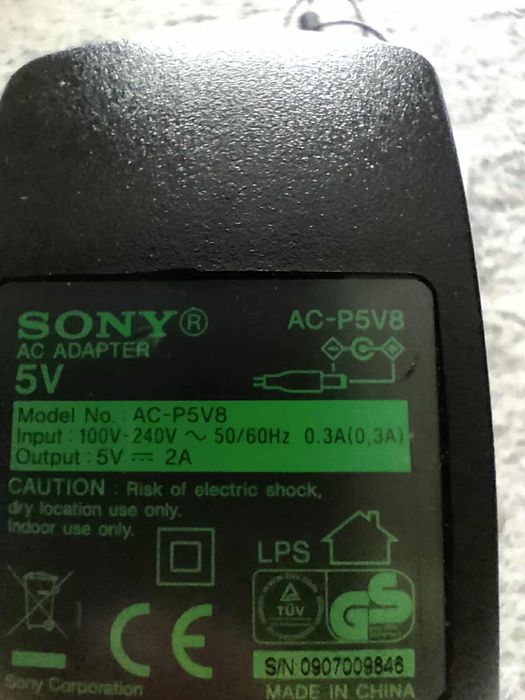 SONY®
AC-P5V8
AC ADAPTER
5V
Model No. : AC-P5V8
Input : 100V-240V ~ 50/60Hz 0.3A(0,3A)
Output : 5V ⎓ 2A
CAUTION : Risk of electric shock,
dry location use only.
Indoor use only.
LPS
TÜV
GS
CE
S/N 0907009846
Sony Corporation
MADE IN CHINA